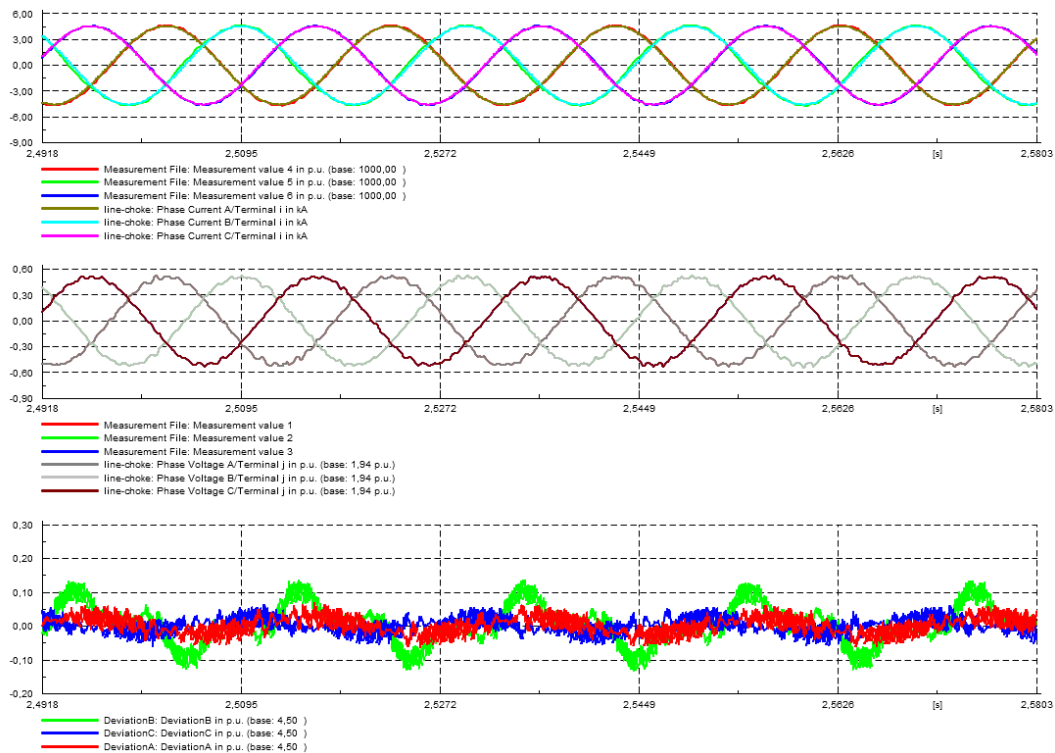 6,00
3,00
0,00
-3,00
-6,00
-9,00
2,4918 2,5095 2,5272 2,5449 2,5626 [s] 2,5803
Measurement File: Measurement value 4 in p.u. (base: 1000,00 )
Measurement File: Measurement value 5 in p.u. (base: 1000,00 )
Measurement File: Measurement value 6 in p.u. (base: 1000,00 )
line-choke: Phase Current A/Terminal i in kA
line-choke: Phase Current B/Terminal i in kA
line-choke: Phase Current C/Terminal i in kA
0,60
0,30
0,00
-0,30
-0,60
-0,90
2,4918 2,5095 2,5272 2,5449 2,5626 [s] 2,5803
Measurement File: Measurement value 1
Measurement File: Measurement value 2
Measurement File: Measurement value 3
line-choke: Phase Voltage A/Terminal j in p.u. (base: 1,94 p.u.)
line-choke: Phase Voltage B/Terminal j in p.u. (base: 1,94 p.u.)
line-choke: Phase Voltage C/Terminal j in p.u. (base: 1,94 p.u.)
0,30
0,20
0,10
0,00
-0,10
-0,20
2,4918 2,5095 2,5272 2,5449 2,5626 [s] 2,5803
DeviationB: DeviationB in p.u. (base: 4,50 )
DeviationC: DeviationC in p.u. (base: 4,50 )
DeviationA: DeviationA in p.u. (base: 4,50 )